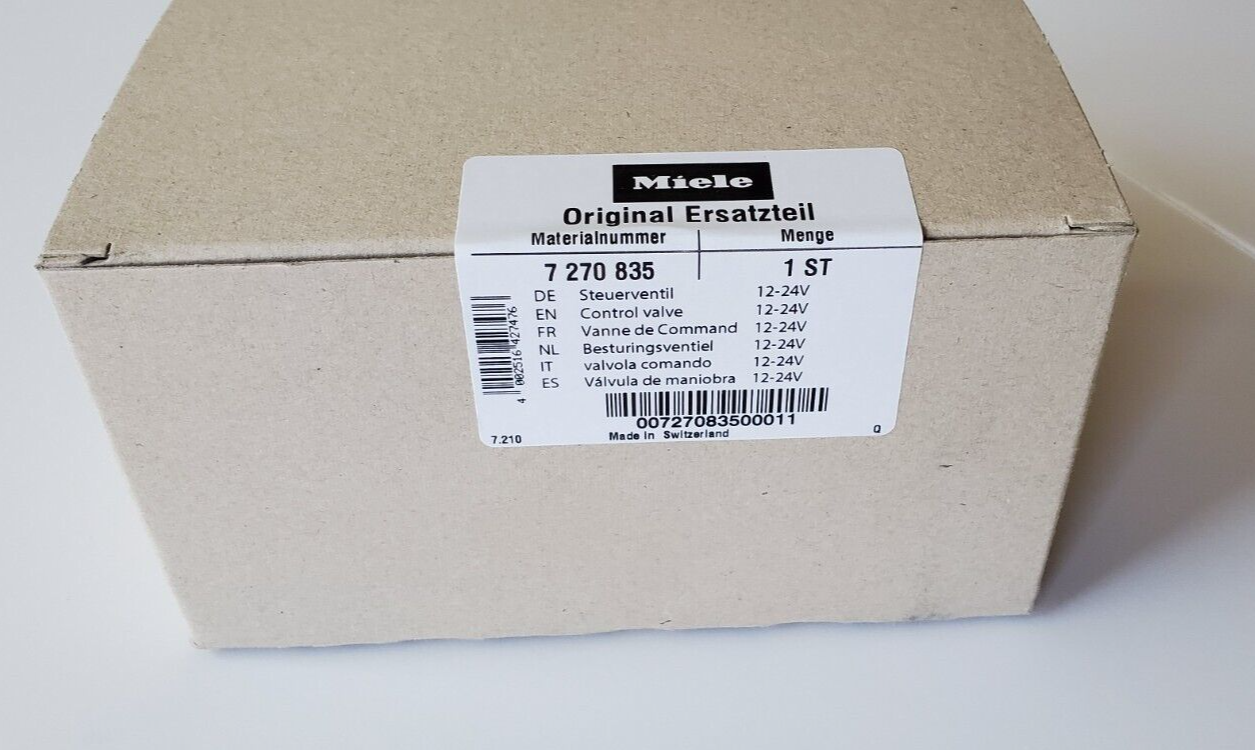 Miele
Original Ersatzteil
Materialnummer Menge
7 270 835 1 ST
DE Steuerventil 12-24V
EN Control valve 12-24V
FR Vanne de Command 12-24V
NL Besturingsventiel 12-24V
IT valvola comando 12-24V
ES Válvula de maniobra 12-24V
4 002516 427476
00727083500011
7.210 Made in Switzerland Q